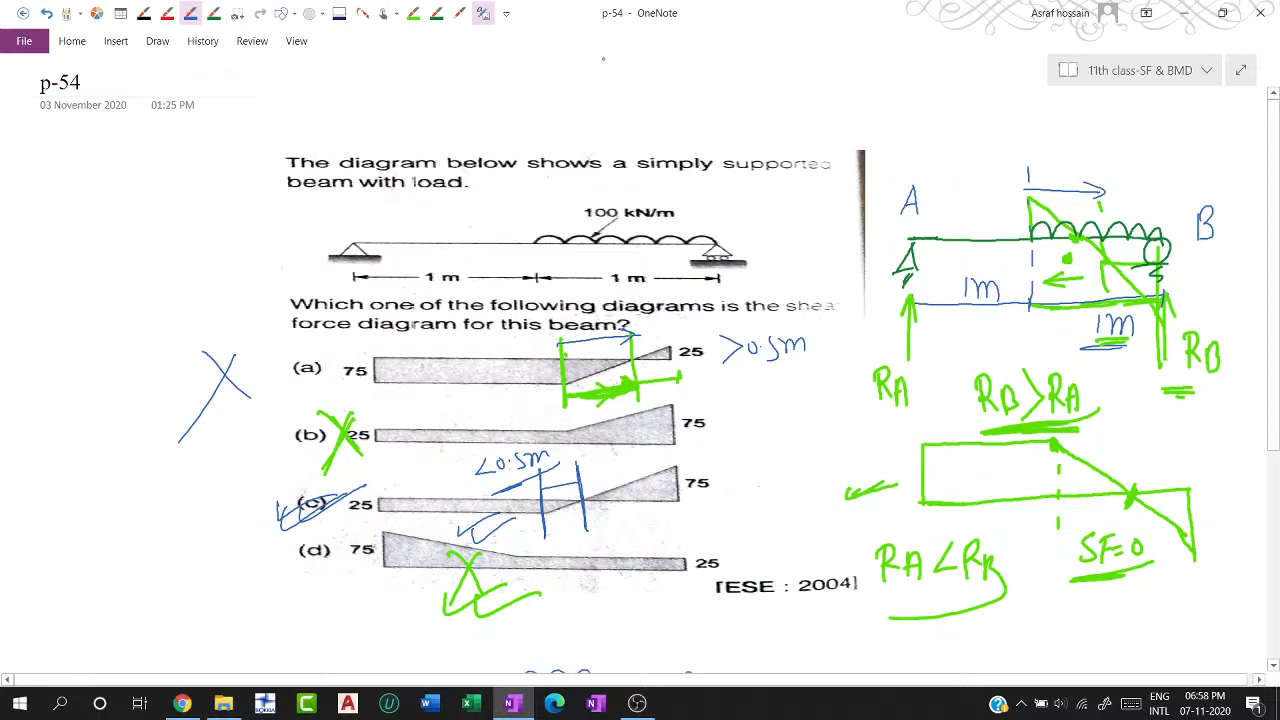 p-54 - OneNote
Asraf hossain
File Home Insert Draw History Review View
p-54
11th class-SF & BMD
03 November 2020 01:25 PM
The diagram below shows a simply supported
beam with load.
100 kN/m
1 m 1 m
Which one of the following diagrams is the shea
force diagram for this beam?
(a) 75 25 >0.5m
(b) 25 75
<0.5m
(c) 25 75
(d) 75 25
[ESE : 2004]
1
A B
1m
1m
RA RB
RB>RA
SF=0
RA<RB
ENG 06:58 PM
INTL 07-11-2020